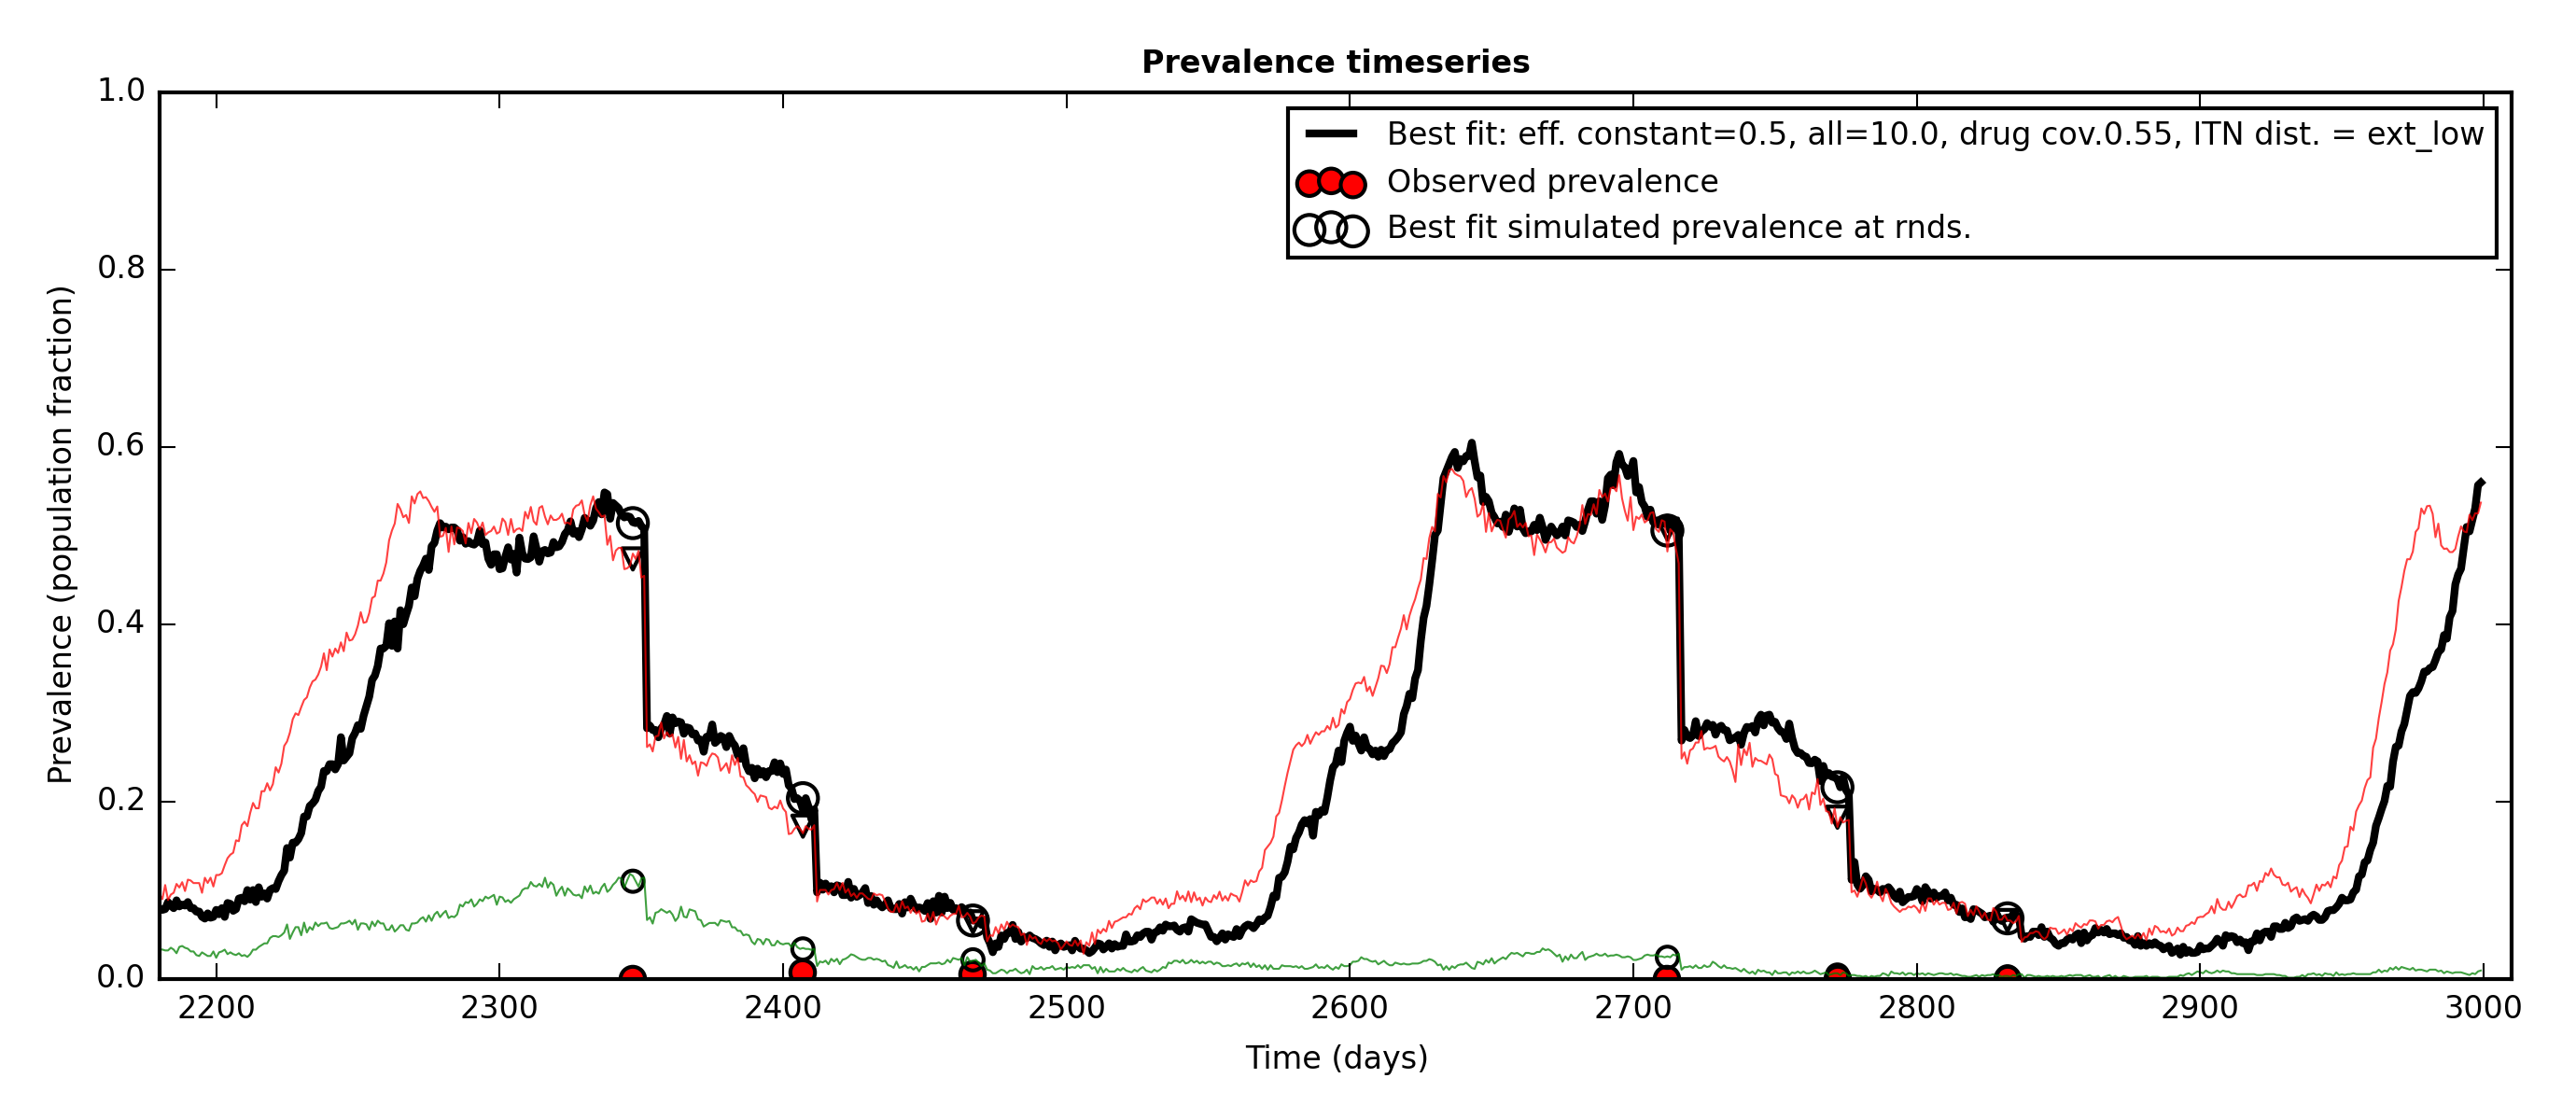 Prevalence timeseries
1.0
0.8
0.6
0.4
0.2
0.0
Prevalence (population fraction)
Best fit: eff. constant=0.5, all=10.0, drug cov.0.55, ITN dist. = ext_low
Observed prevalence
Best fit simulated prevalence at rnds.
2200 2300 2400 2500 2600 2700 2800 2900 3000
Time (days)